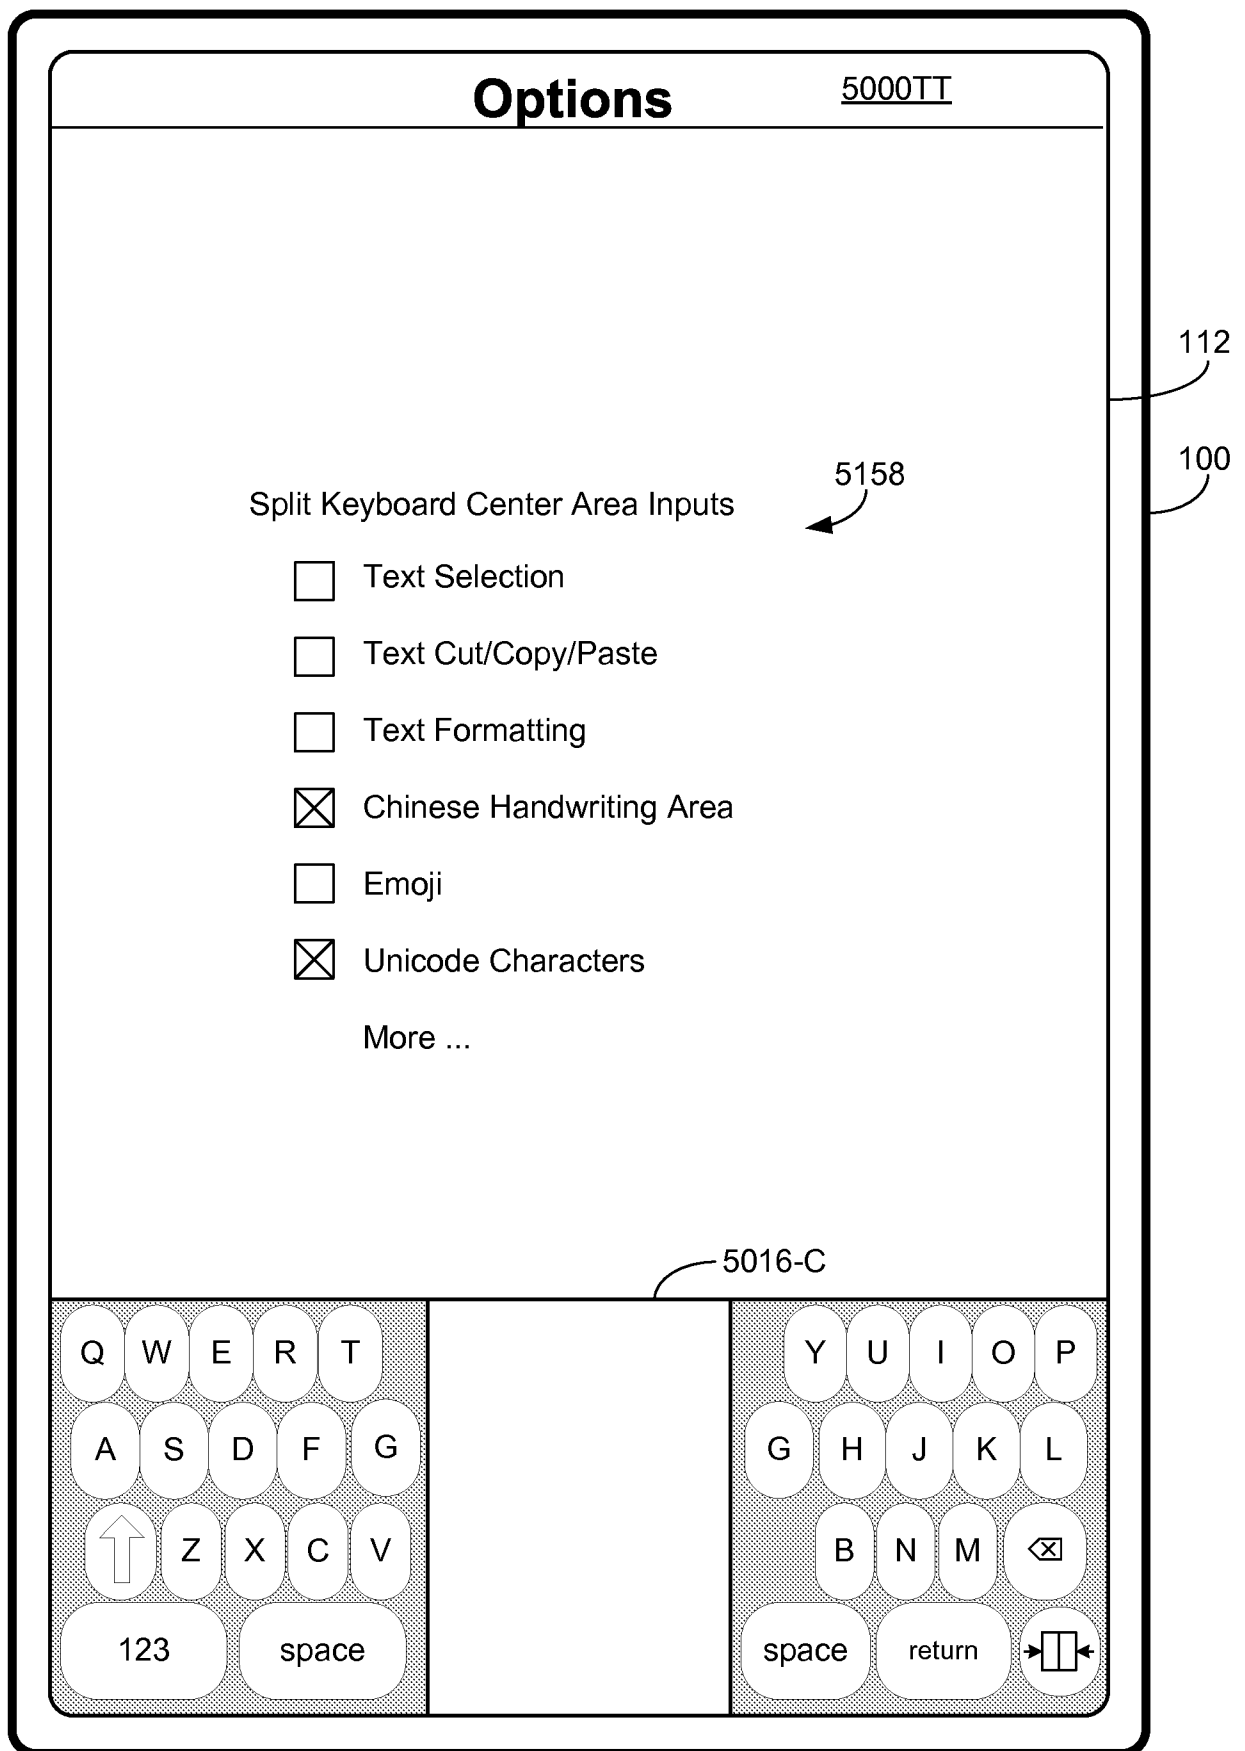 Options 5000TT
112
100
5158
Split Keyboard Center Area Inputs
Text Selection
Text Cut/Copy/Paste
Text Formatting
Chinese Handwriting Area
Emoji
Unicode Characters
More ...
5016-C
Q W E R T Y U I O P
A S D F G G H J K L
Z X C V B N M
123 space space return